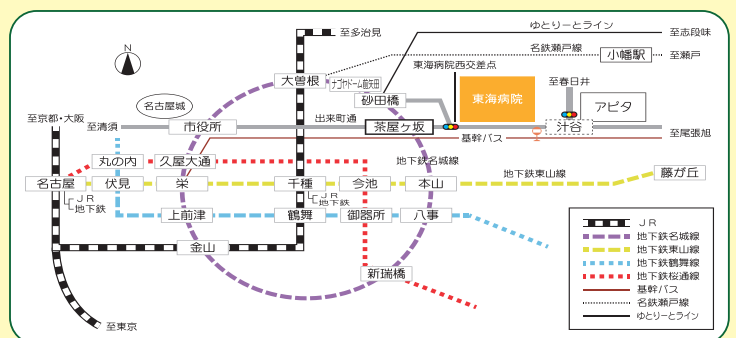 N
至多治見
ゆとりーとライン
至志段味
名鉄瀬戸線
小幡駅
至瀬戸
大曽根
ナゴヤドーム前矢田
東海病院西交差点
砂田橋
東海病院
至春日井
アピタ
名古屋城
至京都・大阪
至清須
市役所
出来町通
茶屋ヶ坂
汁谷
基幹バス
至尾張旭
丸の内
久屋大通
地下鉄名城線
地下鉄東山線
藤が丘
名古屋
伏見
栄
千種
今池
本山
JR
地下鉄
JR
地下鉄
上前津
鶴舞
御器所
八事
金山
新瑞橋
至東京
JR
地下鉄名城線
地下鉄東山線
地下鉄鶴舞線
地下鉄桜通線
基幹バス
名鉄瀬戸線
ゆとりーとライン